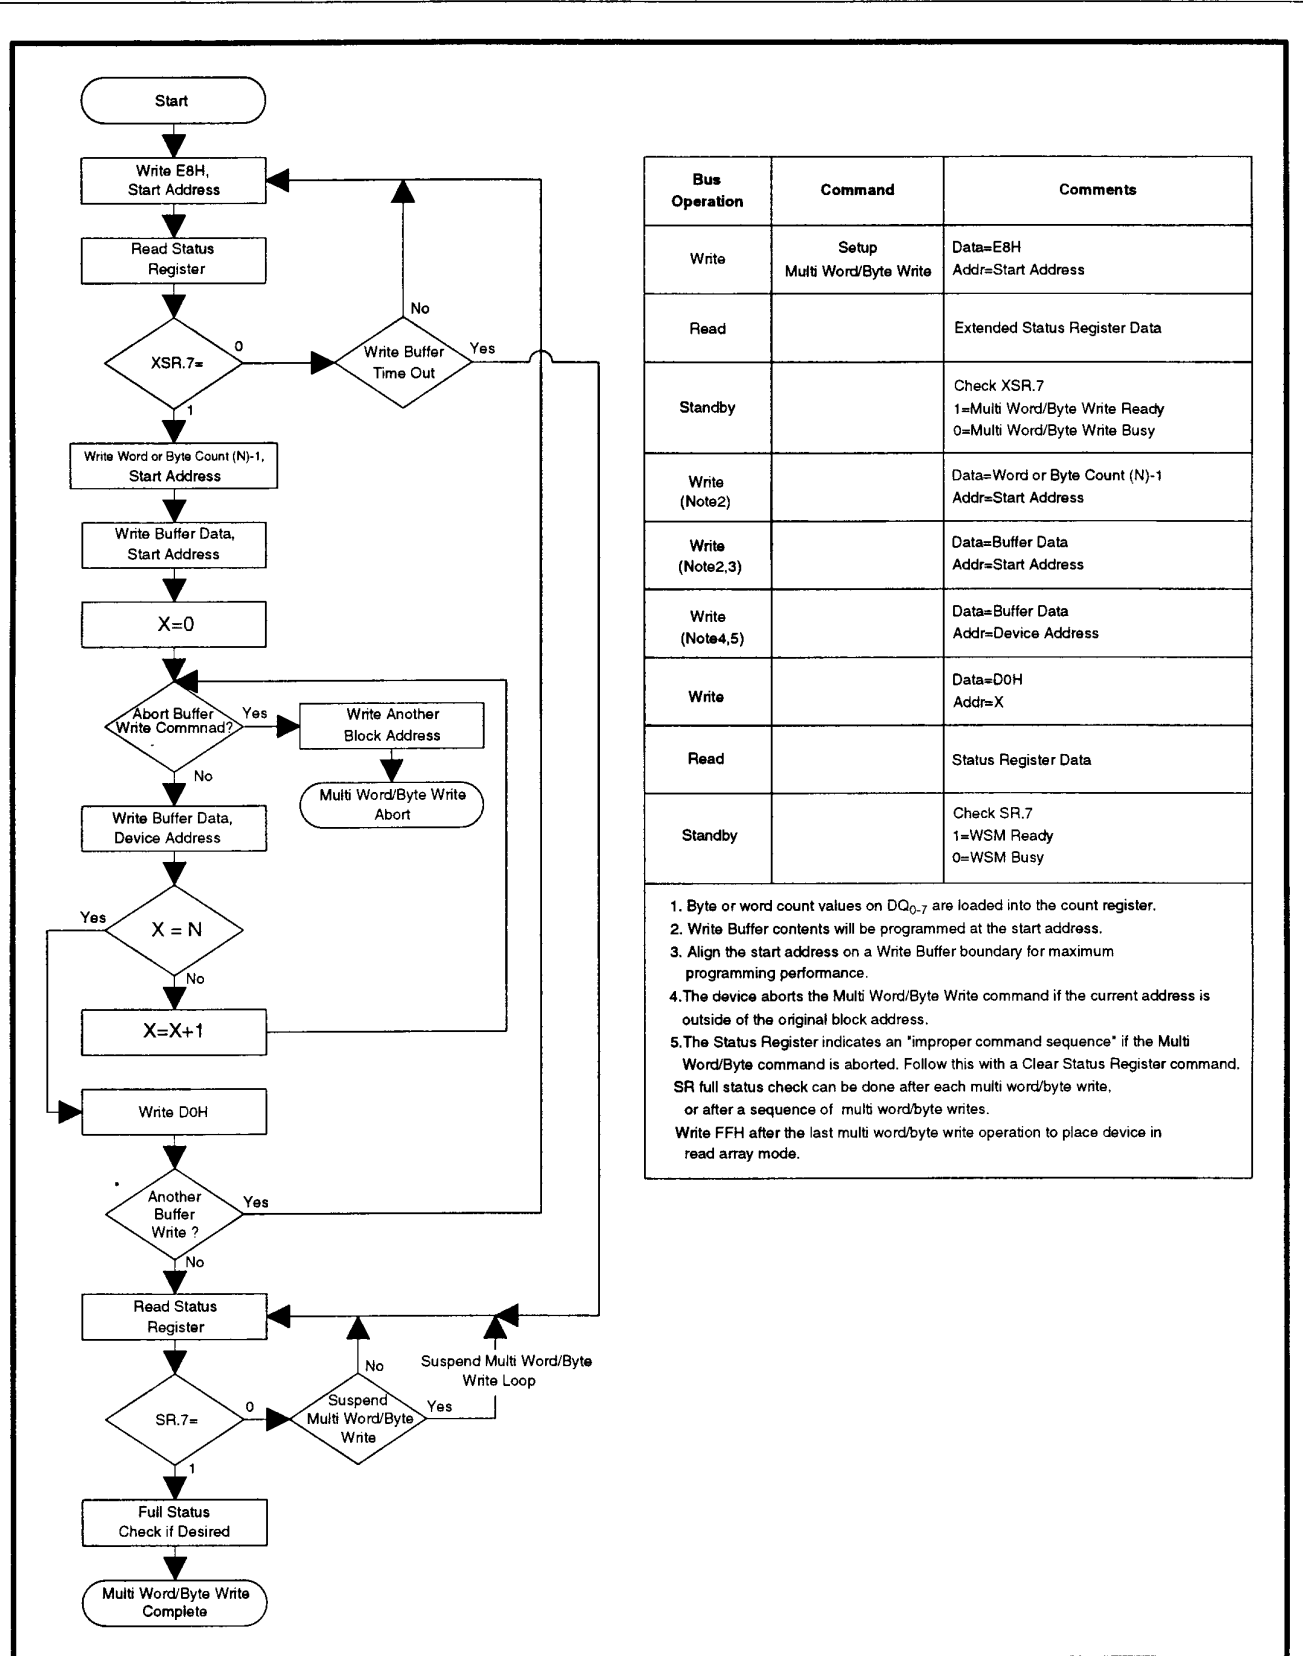 Start
Write E8H,
Start Address
Read Status
Register
No
XSR.7=
0
Write Buffer
Time Out
Yes
1
Write Word or Byte Count (N)-1,
Start Address
Write Buffer Data,
Start Address
X=0
Abort Buffer
Write Commnad?
Yes
Write Another
Block Address
No
Multi Word/Byte Write
Abort
Write Buffer Data,
Device Address
Yes
X = N
No
X=X+1
Write D0H
Another
Buffer
Write ?
Yes
No
Read Status
Register
No
Suspend Multi Word/Byte
Write Loop
SR.7=
0
Suspend
Multi Word/Byte
Write
Yes
1
Full Status
Check if Desired
Multi Word/Byte Write
Complete
Bus
Operation
Command
Comments
Write
Setup
Multi Word/Byte Write
Data=E8H
Addr=Start Address
Read
Extended Status Register Data
Standby
Check XSR.7
1=Multi Word/Byte Write Ready
0=Multi Word/Byte Write Busy
Write
(Note2)
Data=Word or Byte Count (N)-1
Addr=Start Address
Write
(Note2,3)
Data=Buffer Data
Addr=Start Address
Write
(Note4,5)
Data=Buffer Data
Addr=Device Address
Write
Data=D0H
Addr=X
Read
Status Register Data
Standby
Check SR.7
1=WSM Ready
0=WSM Busy
1. Byte or word count values on DQ0-7 are loaded into the count register.
2. Write Buffer contents will be programmed at the start address.
3. Align the start address on a Write Buffer boundary for maximum
programming performance.
4.The device aborts the Multi Word/Byte Write command if the current address is
outside of the original block address.
5.The Status Register indicates an "improper command sequence" if the Multi
Word/Byte command is aborted. Follow this with a Clear Status Register command.
SR full status check can be done after each multi word/byte write,
or after a sequence of multi word/byte writes.
Write FFH after the last multi word/byte write operation to place device in
read array mode.